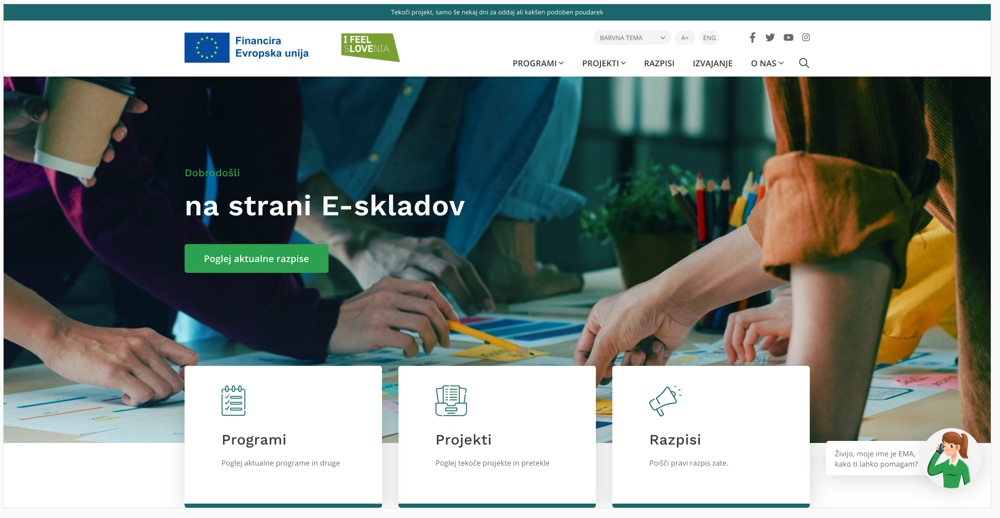 Tekoči projekt, samo še nekaj dni za oddaj ali kakšen podoben poudarek
Financira
Evropska unija
I FEEL
SLOVENIA
BARVNA TEMA
A+
ENG
PROGRAMI
PROJEKTI
RAZPISI
IZVAJANJE
O NAS
Dobrodošli
na strani E-skladov
Poglej aktualne razpise
Programi
Poglej aktualne programe in druge
Projekti
Poglej tekoče projekte in pretekle
Razpisi
Poišči pravi razpis zate.
Živijo, moje ime je EMA,
kako ti lahko pomagam?